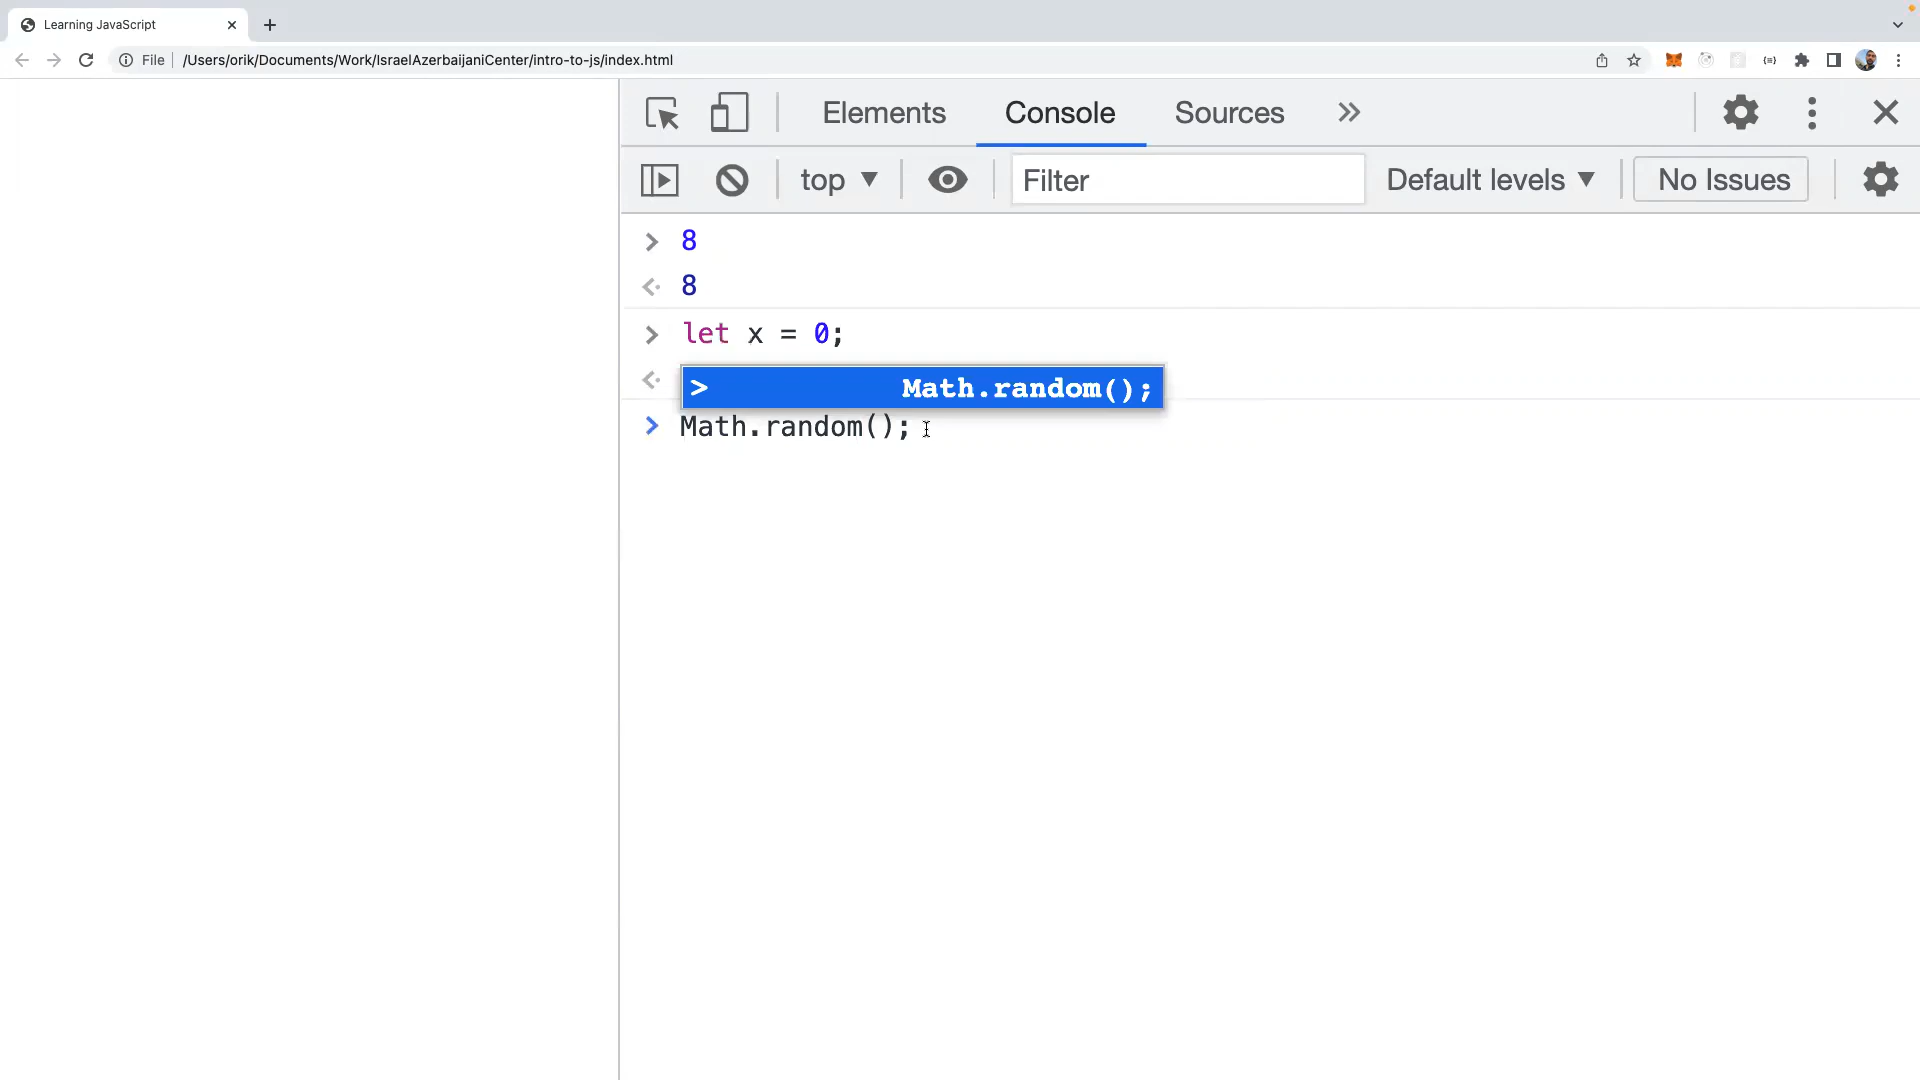 Learning JavaScript
File /Users/orik/Documents/Work/IsraelAzerbaijaniCenter/intro-to-js/index.html
Elements Console Sources
top Filter Default levels No Issues
> 8
8
> let x = 0;
> Math.random();
> Math.random();